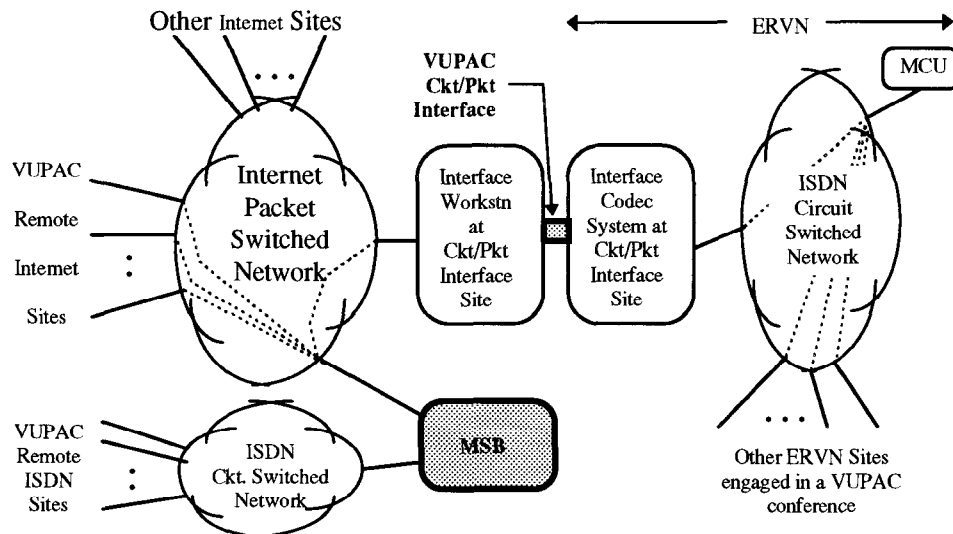 Other Internet Sites
. . .
ERVN
VUPAC
Ckt/Pkt
Interface
MCU
VUPAC
Remote
Internet
:
Sites
Internet
Packet
Switched
Network
Interface
Workstn
at
Ckt/Pkt
Interface
Site
Interface
Codec
System at
Ckt/Pkt
Interface
Site
ISDN
Circuit
Switched
Network
VUPAC
Remote
ISDN
:
Sites
ISDN
Ckt. Switched
Network
MSB
. . .
Other ERVN Sites
engaged in a VUPAC
conference